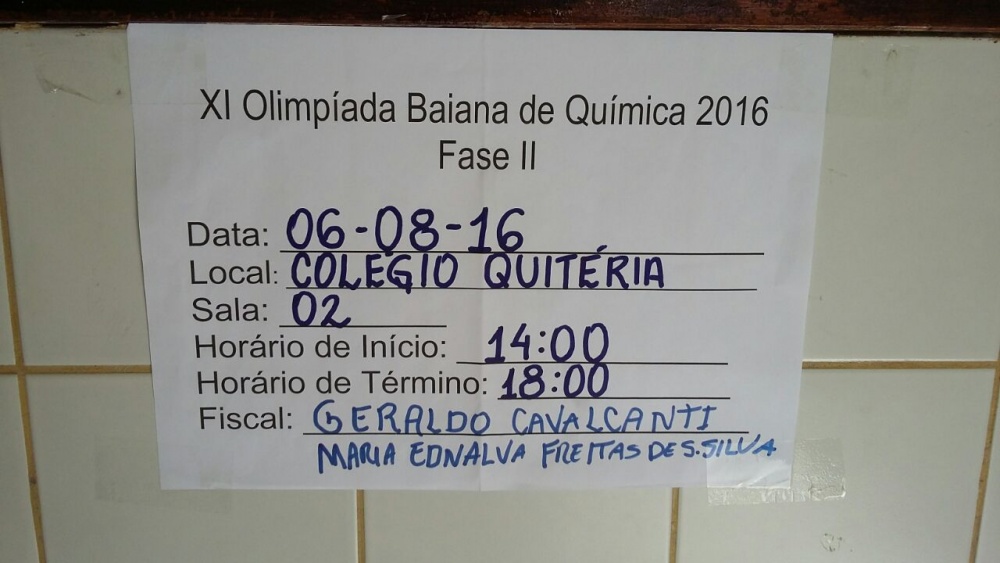 XI Olimpíada Baiana de Química 2016
Fase II
Data: 06-08-16
Local: COLÉGIO QUITÉRIA
Sala: 02
Horário de Início: 14:00
Horário de Término: 18:00
Fiscal: GERALDO CAVALCANTI
MARIA EDNALVA FREITAS DE S. SILVA